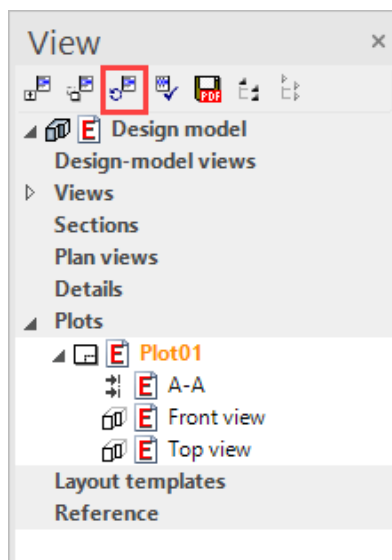 View
PDF
E Design model
Design-model views
Views
Sections
Plan views
Details
Plots
E Plot01
E A-A
E Front view
E Top view
Layout templates
Reference